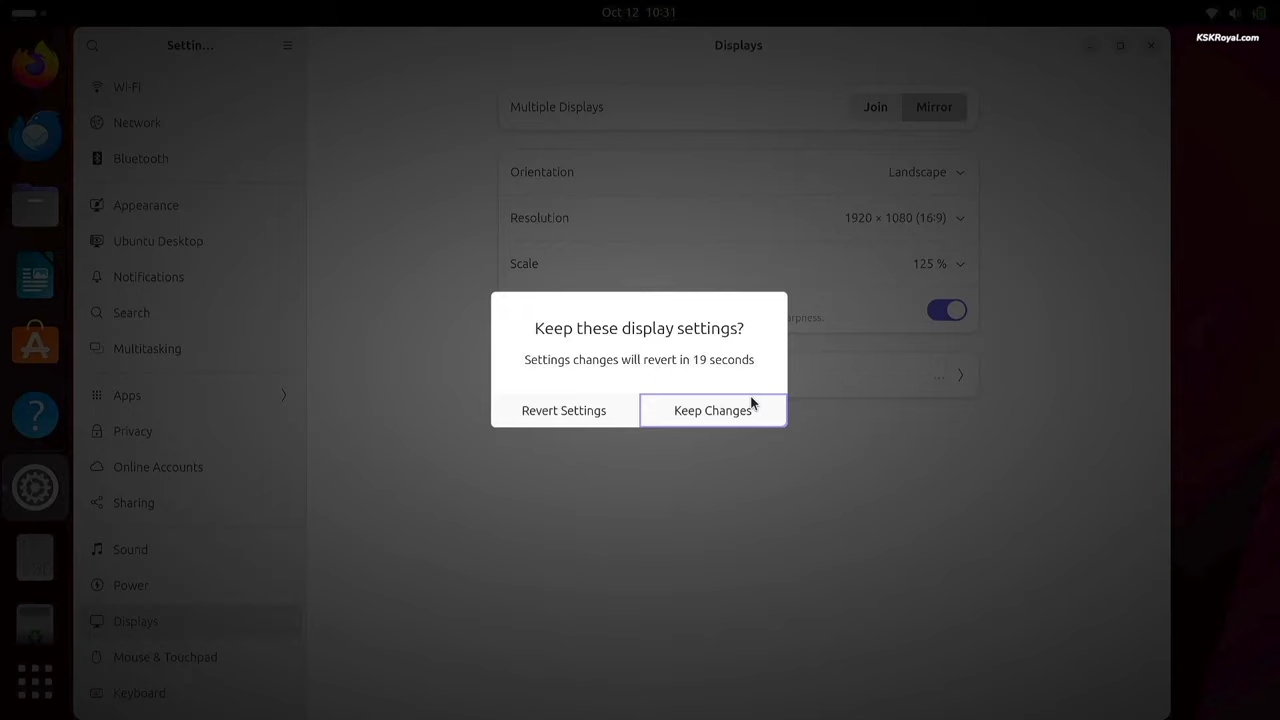 Oct 12 10:31
KSKRoyal.com
Settin...
Displays
Wi-Fi
Network
Bluetooth
Appearance
Ubuntu Desktop
Notifications
Search
Multitasking
Apps
Privacy
Online Accounts
Sharing
Sound
Power
Displays
Mouse & Touchpad
Keyboard
Multiple Displays
Join
Mirror
Orientation
Landscape
Resolution
1920 × 1080 (16:9)
Scale
125 %
arpness.
...
Keep these display settings?
Settings changes will revert in 19 seconds
Revert Settings
Keep Changes